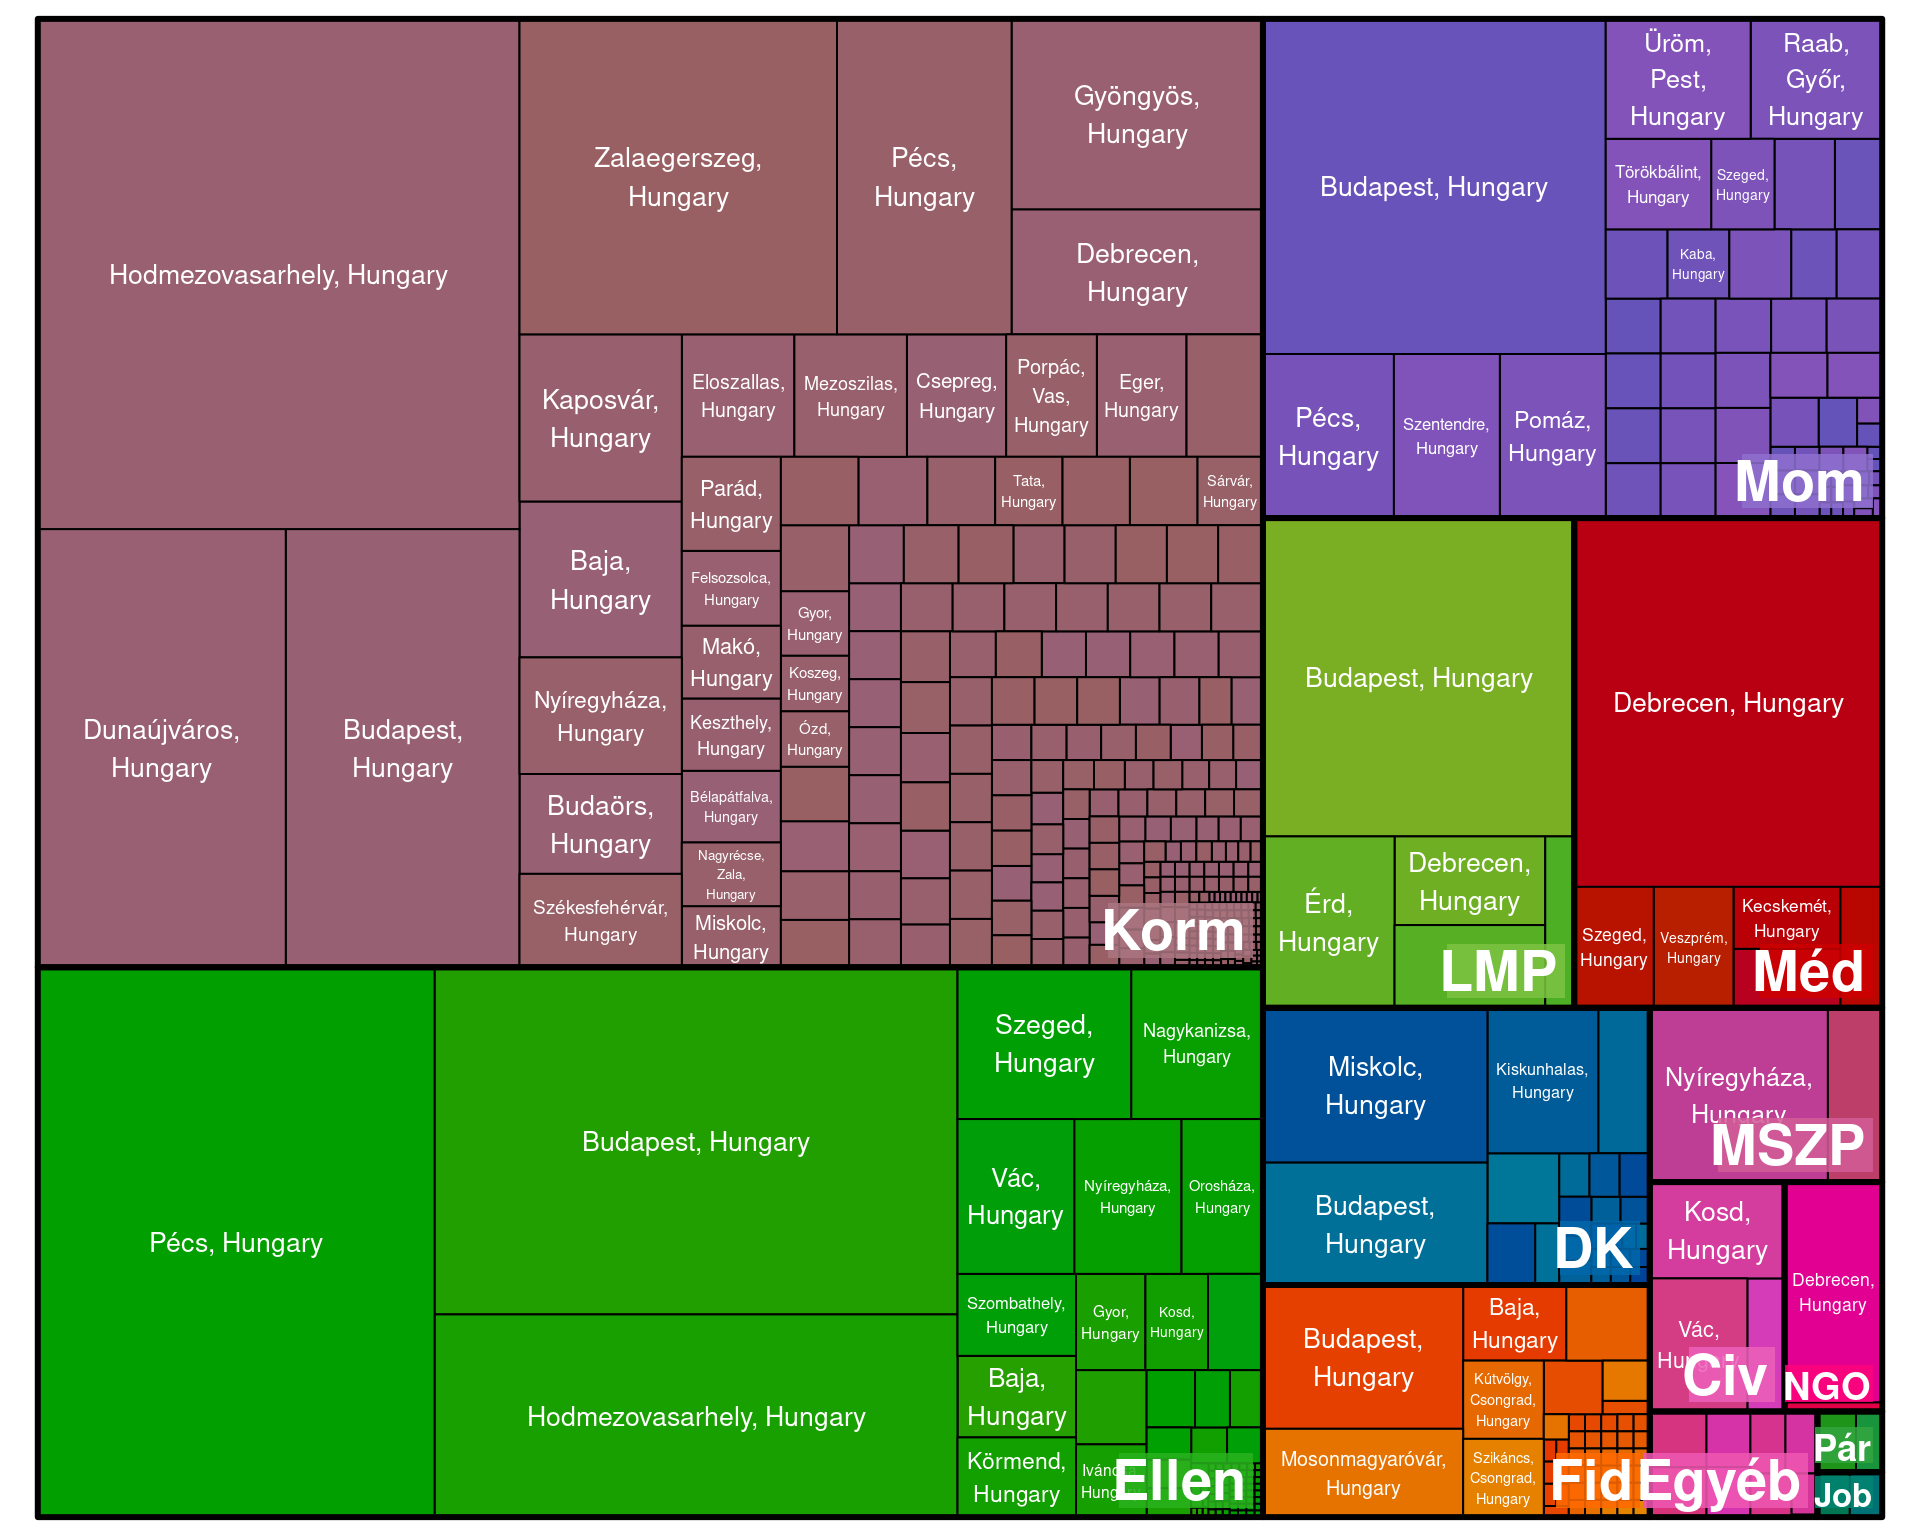 Hodmezovasarhely, Hungary
Dunaújváros,
Hungary
Budapest,
Hungary
Zalaegerszeg,
Hungary
Pécs,
Hungary
Gyöngyös,
Hungary
Debrecen,
Hungary
Kaposvár,
Hungary
Baja,
Hungary
Nyíregyháza,
Hungary
Budaörs,
Hungary
Székesfehérvár,
Hungary
Eloszallas,
Hungary
Mezoszilas,
Hungary
Csepreg,
Hungary
Porpác,
Vas,
Hungary
Eger,
Hungary
Parád,
Hungary
Felsozsolca,
Hungary
Makó,
Hungary
Keszthely,
Hungary
Bélapátfalva,
Hungary
Nagyrécse,
Zala,
Hungary
Miskolc,
Hungary
Tata,
Hungary
Sárvár,
Hungary
Gyor,
Hungary
Koszeg,
Hungary
Ózd,
Hungary
Korm
Pécs, Hungary
Budapest, Hungary
Hodmezovasarhely, Hungary
Szeged,
Hungary
Nagykanizsa,
Hungary
Vác,
Hungary
Nyíregyháza,
Hungary
Orosháza,
Hungary
Szombathely,
Hungary
Gyor,
Hungary
Kosd,
Hungary
Baja,
Hungary
Körmend,
Hungary
Ellen
Budapest, Hungary
Pécs,
Hungary
Szentendre,
Hungary
Pomáz,
Hungary
Üröm,
Pest,
Hungary
Raab,
Győr,
Hungary
Törökbálint,
Hungary
Szeged,
Hungary
Kaba,
Hungary
Mom
Budapest, Hungary
Érd,
Hungary
Debrecen,
Hungary
LMP
Debrecen, Hungary
Szeged,
Hungary
Veszprém,
Hungary
Kecskemét,
Hungary
Méd
Miskolc,
Hungary
Budapest,
Hungary
Kiskunhalas,
Hungary
DK
Nyíregyháza,
Hungary
MSZP
Kosd,
Hungary
Vác,
Civ
Debrecen,
Hungary
NGO
Budapest,
Hungary
Mosonmagyaróvár,
Hungary
Baja,
Hungary
Kútvölgy,
Csongrad,
Hungary
Szikáncs,
Csongrad,
Hungary
Fid
Egyéb
Pár
Job